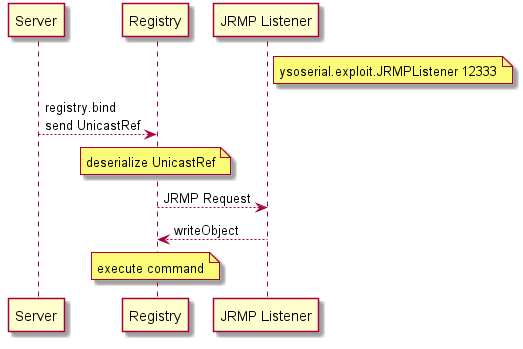 Server
Registry
JRMP Listener
ysoserial.exploit.JRMPListener 12333
registry.bind
send UnicastRef
deserialize UnicastRef
JRMP Request
writeObject
execute command
Server
Registry
JRMP Listener